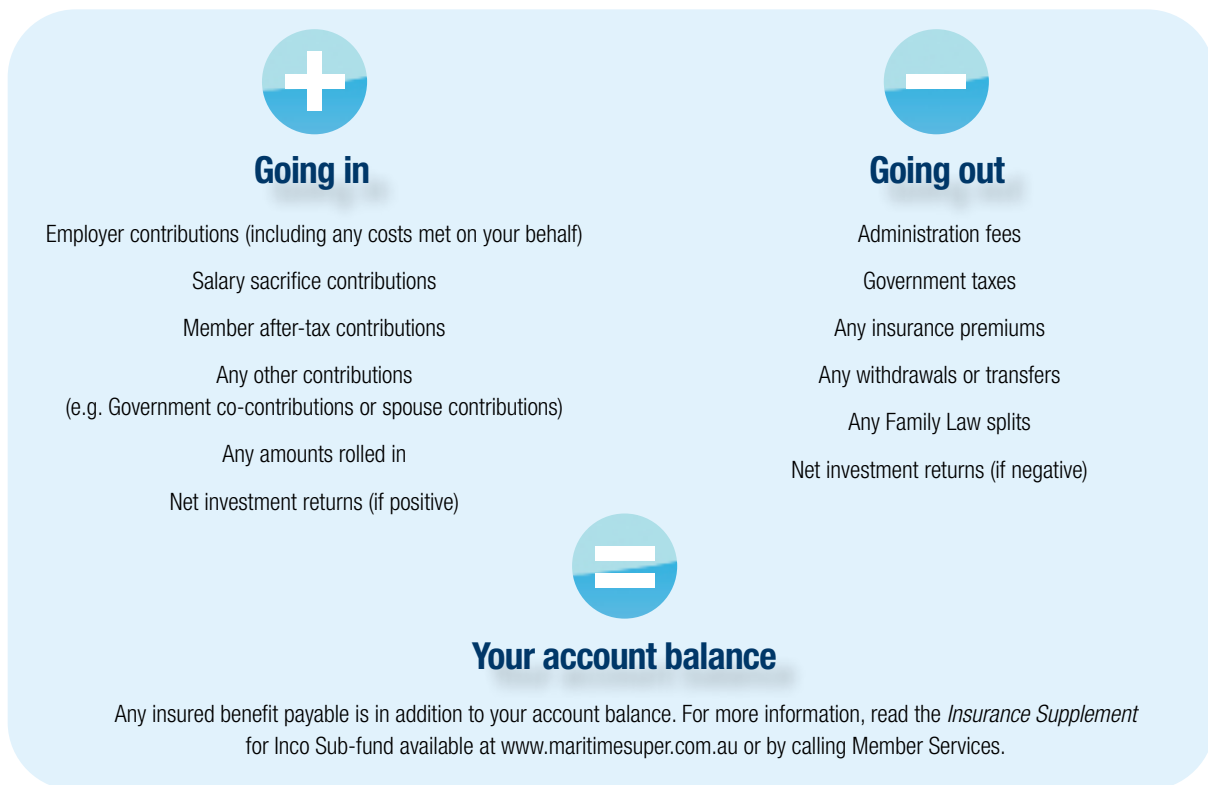 Going in
Employer contributions (including any costs met on your behalf)
Salary sacrifice contributions
Member after-tax contributions
Any other contributions
(e.g. Government co-contributions or spouse contributions)
Any amounts rolled in
Net investment returns (if positive)
Going out
Administration fees
Government taxes
Any insurance premiums
Any withdrawals or transfers
Any Family Law splits
Net investment returns (if negative)
Your account balance
Any insured benefit payable is in addition to your account balance. For more information, read the Insurance Supplement
for Inco Sub-fund available at www.maritimesuper.com.au or by calling Member Services.